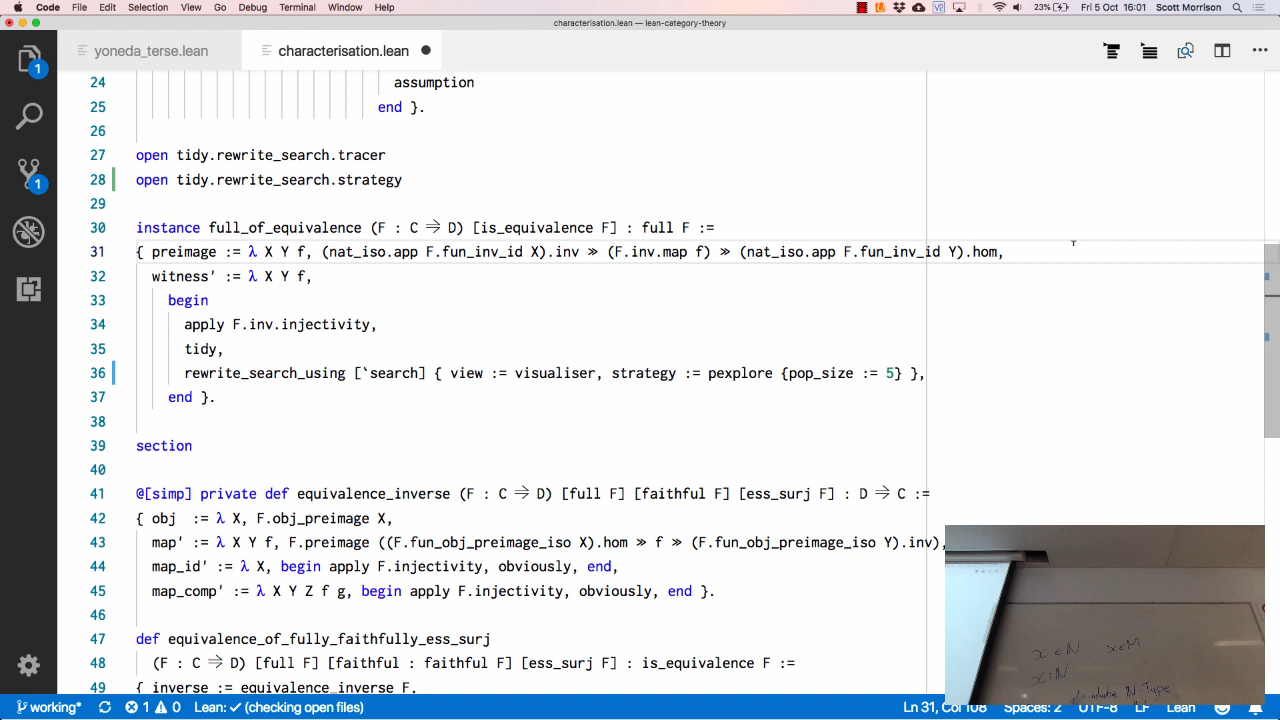 Code File Edit Selection View Go Debug Terminal Window Help 23% Fri 5 Oct 16:01 Scott Morrison
characterisation.lean — lean-category-theory
yoneda_terse.lean characterisation.lean
24 assumption
25 end }.
26
27 open tidy.rewrite_search.tracer
28 open tidy.rewrite_search.strategy
29
30 instance full_of_equivalence (F : C ⥤ D) [is_equivalence F] : full F :=
31 { preimage := λ X Y f, (nat_iso.app F.fun_inv_id X).inv ≫ (F.inv.map f) ≫ (nat_iso.app F.fun_inv_id Y).hom,
32 witness' := λ X Y f,
33 begin
34 apply F.inv.injectivity,
35 tidy,
36 rewrite_search_using [`search] { view := visualiser, strategy := pexplore {pop_size := 5} },
37 end }.
38
39 section
40
41 @[simp] private def equivalence_inverse (F : C ⥤ D) [full F] [faithful F] [ess_surj F] : D ⥤ C :=
42 { obj := λ X, F.obj_preimage X,
43 map' := λ X Y f, F.preimage ((F.fun_obj_preimage_iso X).hom ≫ f ≫ (F.fun_obj_preimage_iso Y).inv),
44 map_id' := λ X, begin apply F.injectivity, obviously, end,
45 map_comp' := λ X Y Z f g, begin apply F.injectivity, obviously, end }.
46
47 def equivalence_of_fully_faithfully_ess_surj
48 (F : C ⥤ D) [full F] [faithful : faithful F] [ess_surj F] : is_equivalence F :=
49 { inverse := equivalence_inverse F,
x ∈ ℕ x ∈ M
x : ℕ
ℕ : Type
working* 1 0 Lean: ✓ (checking open files) Ln 31, Col 108 Spaces: 2 UTF-8 LF Lean